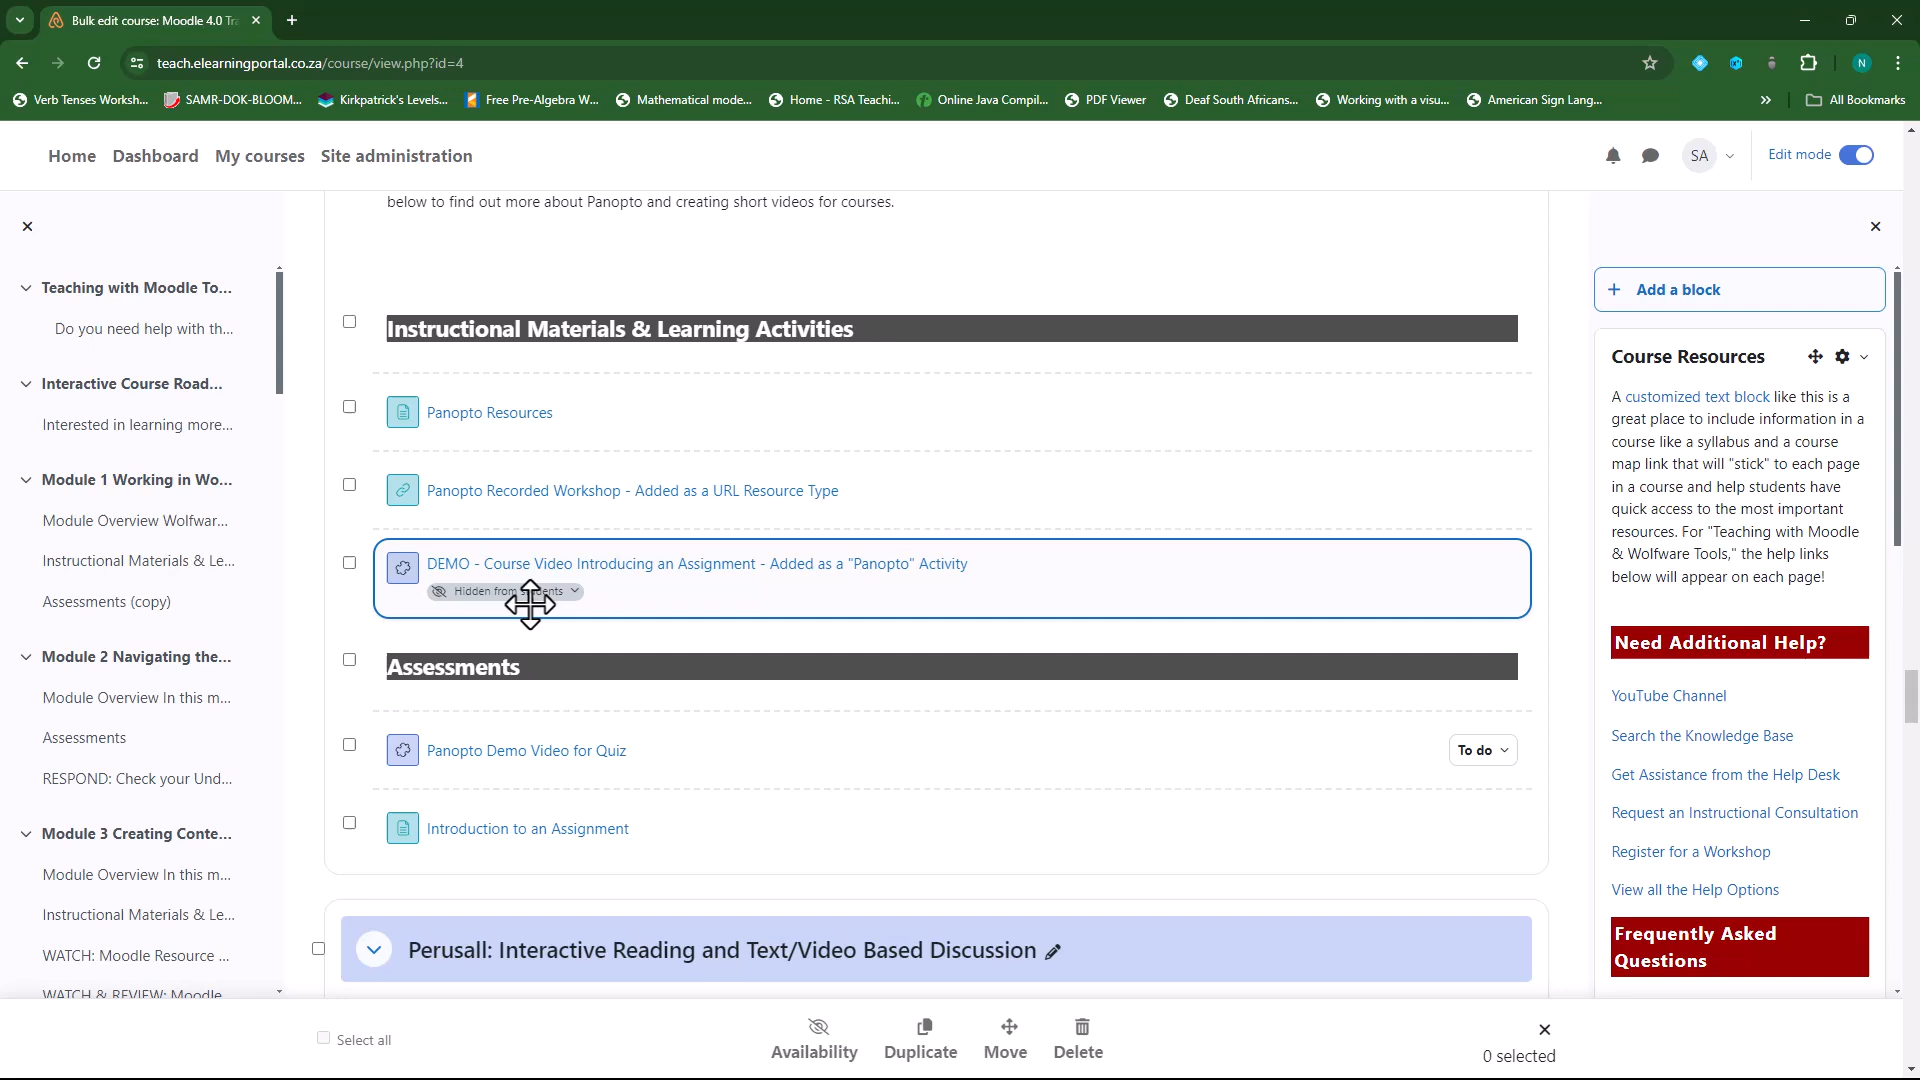 Bulk edit course: Moodle 4.0 Tra
teach.elearningportal.co.za/course/view.php?id=4
N
Verb Tenses Worksh...
SAMR-DOK-BLOOM...
Kirkpatrick's Levels...
Free Pre-Algebra W...
Mathematical mode...
Home - RSA Teachi...
Online Java Compil...
PDF Viewer
Deaf South Africans...
Working with a visu...
American Sign Lang...
All Bookmarks
Home
Dashboard
My courses
Site administration
SA
Edit mode
Teaching with Moodle To...
Do you need help with th...
Interactive Course Road...
Interested in learning more...
Module 1 Working in Wo...
Module Overview Wolfwar...
Instructional Materials & Le...
Assessments (copy)
Module 2 Navigating the...
Module Overview In this m...
Assessments
RESPOND: Check your Und...
Module 3 Creating Conte...
Module Overview In this m...
Instructional Materials & Le...
WATCH: Moodle Resource ...
WATCH & REVIEW: Moodle
below to find out more about Panopto and creating short videos for courses.
Instructional Materials & Learning Activities
Panopto Resources
Panopto Recorded Workshop - Added as a URL Resource Type
DEMO - Course Video Introducing an Assignment - Added as a "Panopto" Activity
Hidden from students
Assessments
Panopto Demo Video for Quiz
To do
Introduction to an Assignment
Perusall: Interactive Reading and Text/Video Based Discussion
Add a block
Course Resources
A customized text block like this is a
great place to include information in a
course like a syllabus and a course
map link that will "stick" to each page
in a course and help students have
quick access to the most important
resources. For "Teaching with Moodle
& Wolfware Tools," the help links
below will appear on each page!
Need Additional Help?
YouTube Channel
Search the Knowledge Base
Get Assistance from the Help Desk
Request an Instructional Consultation
Register for a Workshop
View all the Help Options
Frequently Asked
Questions
Select all
Availability
Duplicate
Move
Delete
0 selected